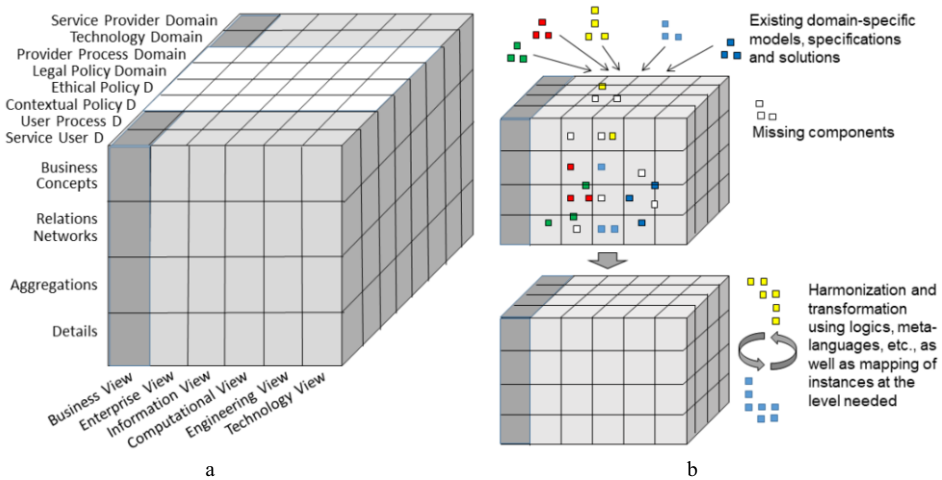 Service Provider Domain
Technology Domain
Provider Process Domain
Legal Policy Domain
Ethical Policy D
Contextual Policy D
User Process D
Service User D
Business
Concepts
Relations
Networks
Aggregations
Details
Business View
Enterprise View
Information View
Computational View
Engineering View
Technology View
a
Existing domain-specific
models, specifications
and solutions
Missing components
Harmonization and
transformation
using logics, meta-
languages, etc., as
well as mapping of
instances at the
level needed
b